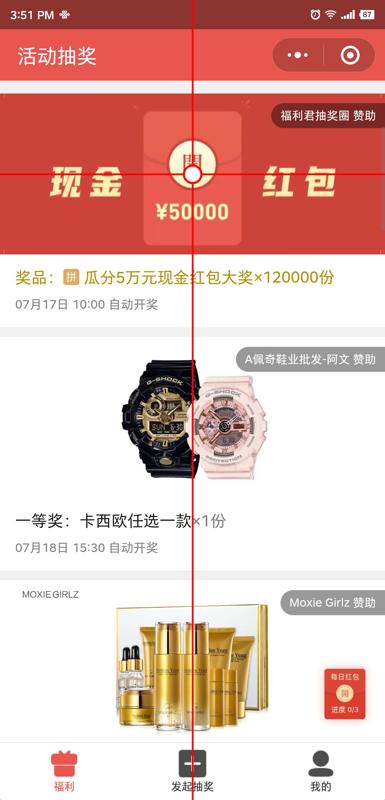 3:51 PM
87
活动抽奖
福利君抽奖圈 赞助
現金 開 红包
¥50000
奖品：拼 瓜分5万元现金红包大奖×120000份
07月17日 10:00 自动开奖
A佩奇鞋业批发-阿文 赞助
G-SHOCK
G-SHOCK
PROTECTION
一等奖：卡西欧任选一款×1份
07月18日 15:30 自动开奖
MOXIE GIRLZ
Moxie Girlz 赞助
每日红包
開
进度 0/3
福利
发起抽奖
我的